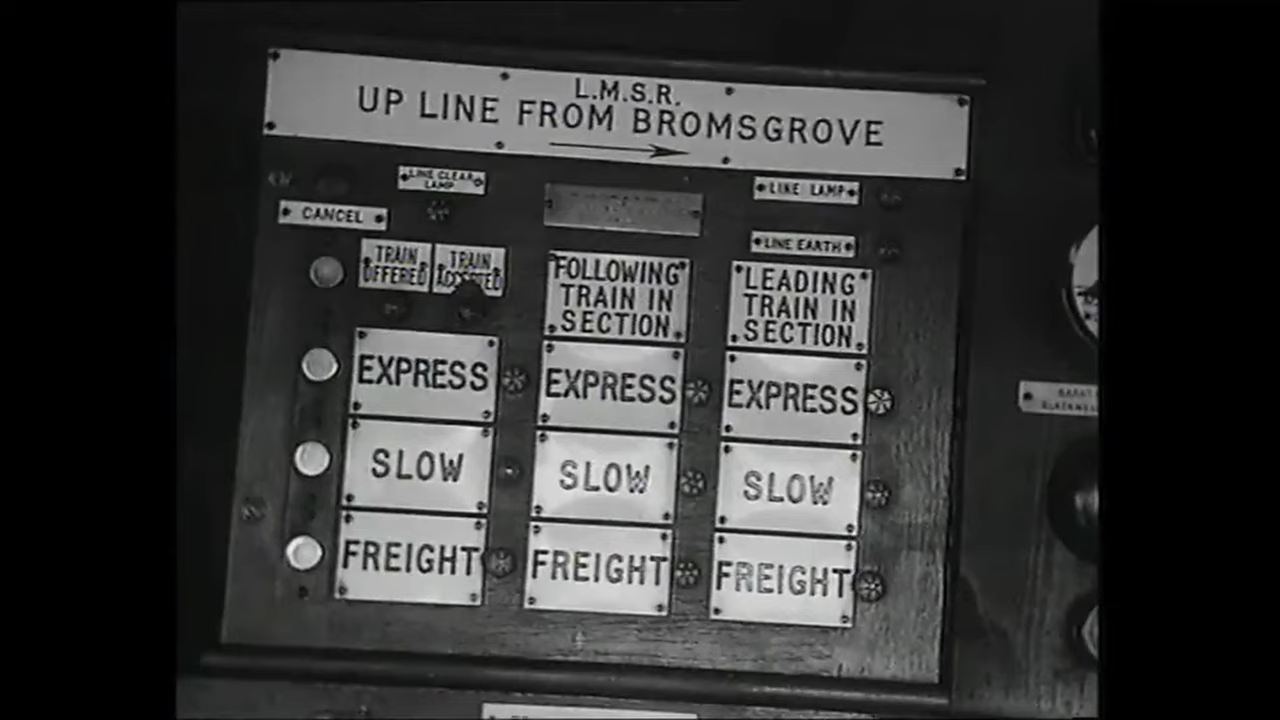 L.M.S.R.
UP LINE FROM BROMSGROVE
LINE CLEAR
LAMP
LINE LAMP
CANCEL
LINE EARTH
TRAIN
OFFERED
TRAIN
ACCEPTED
FOLLOWING
TRAIN IN
SECTION
LEADING
TRAIN IN
SECTION
EXPRESS
EXPRESS
EXPRESS
SLOW
SLOW
SLOW
FREIGHT
FREIGHT
FREIGHT